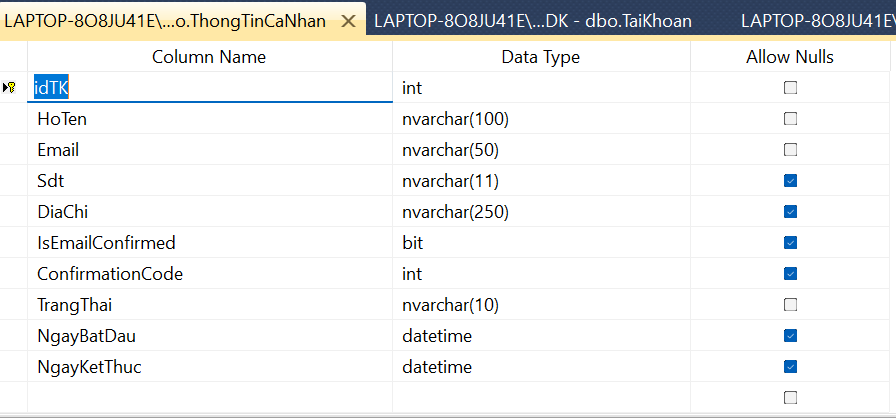 LAPTOP-8O8JU41E\...o.ThongTinCaNhan LAPTOP-8O8JU41E\...DK - dbo.TaiKhoan LAPTOP-8O8JU41E\
Column Name Data Type Allow Nulls
idTK int
HoTen nvarchar(100)
Email nvarchar(50)
Sdt nvarchar(11)
DiaChi nvarchar(250)
IsEmailConfirmed bit
ConfirmationCode int
TrangThai nvarchar(10)
NgayBatDau datetime
NgayKetThuc datetime